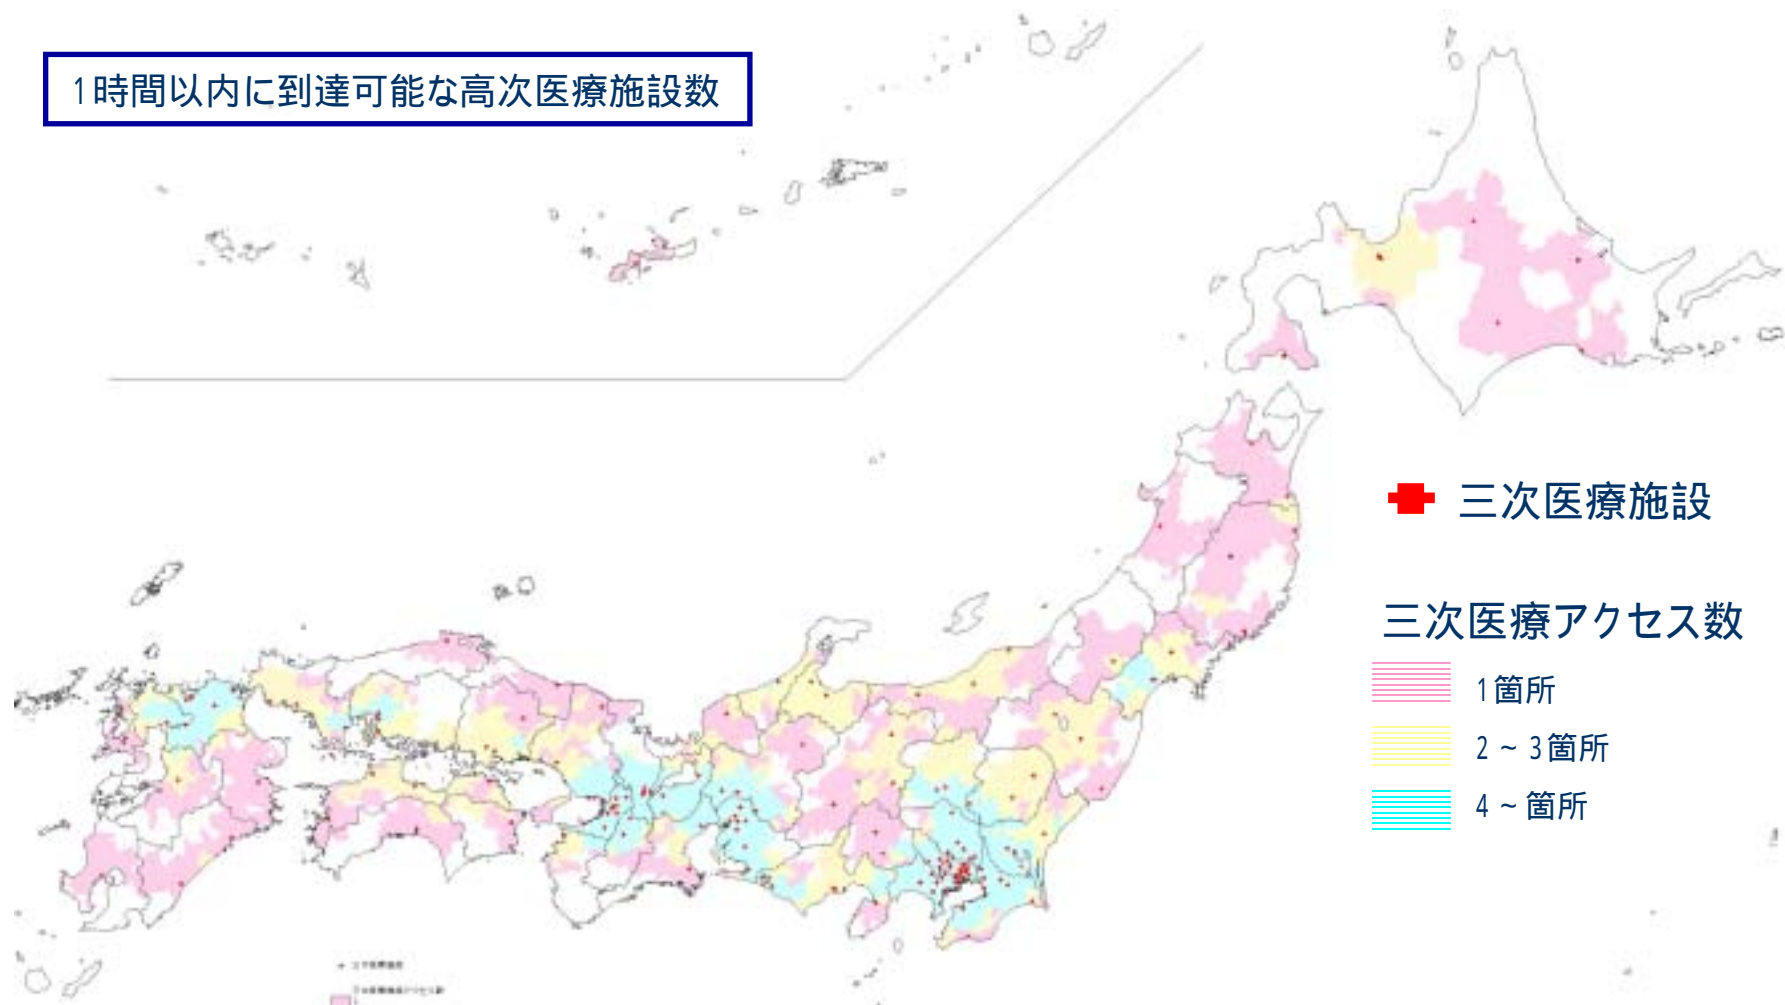 1時間以内に到達可能な高次医療施設数
三次医療施設
三次医療アクセス数
1箇所
2～3箇所
4～箇所